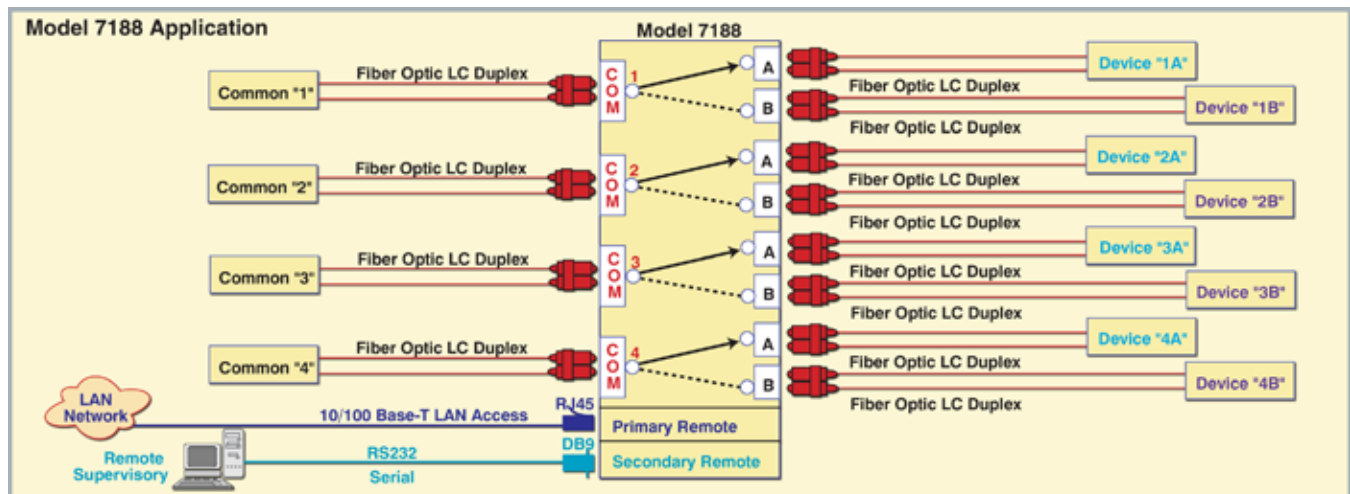 Model 7188 Application
Model 7188
Common "1"
Fiber Optic LC Duplex
COM
1
A
B
Fiber Optic LC Duplex
Device "1A"
Fiber Optic LC Duplex
Device "1B"
Common "2"
Fiber Optic LC Duplex
COM
2
A
B
Fiber Optic LC Duplex
Device "2A"
Fiber Optic LC Duplex
Device "2B"
Common "3"
Fiber Optic LC Duplex
COM
3
A
B
Fiber Optic LC Duplex
Device "3A"
Fiber Optic LC Duplex
Device "3B"
Common "4"
Fiber Optic LC Duplex
COM
4
A
B
Fiber Optic LC Duplex
Device "4A"
Fiber Optic LC Duplex
Device "4B"
LAN
Network
10/100 Base-T LAN Access
RJ45
Primary Remote
Remote
Supervisory
RS232
Serial
DB9
Secondary Remote